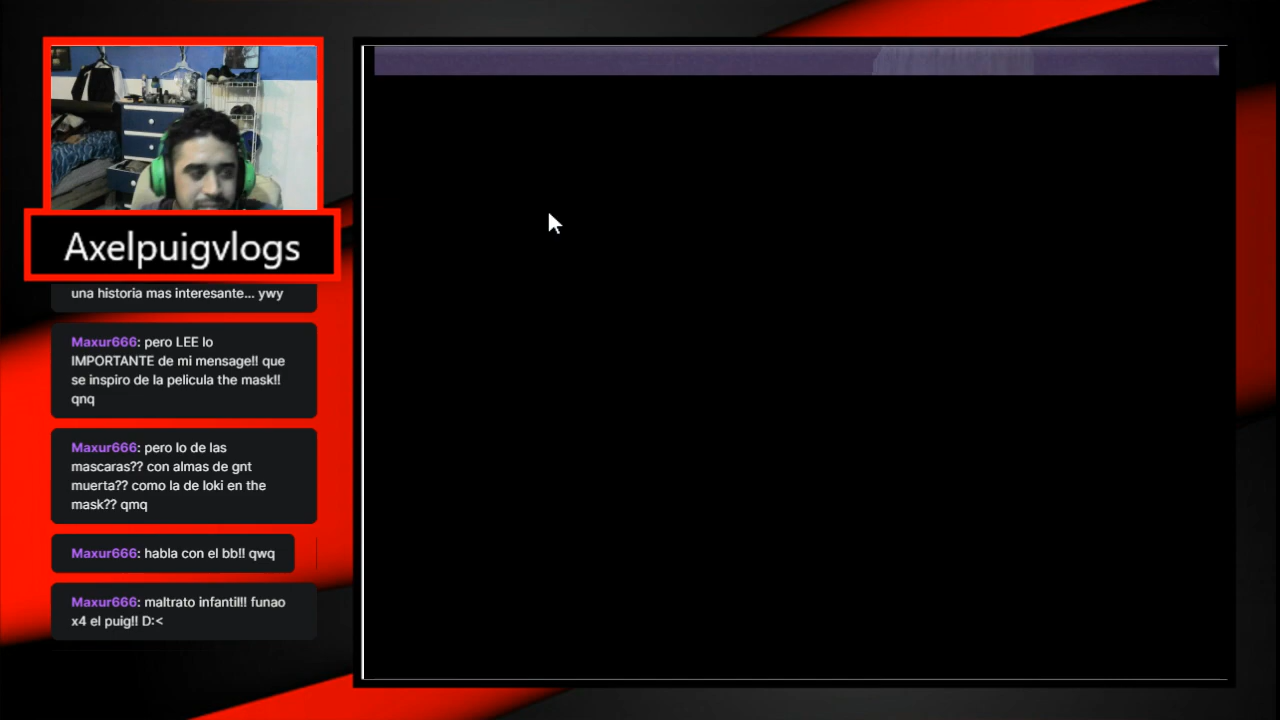 Axelpuigvlogs
una historia mas interesante... ywy
Maxur666: pero LEE lo
IMPORTANTE de mi mensage!! que
se inspiro de la pelicula the mask!!
qnq
Maxur666: pero lo de las
mascaras?? con almas de gnt
muerta?? como la de loki en the
mask?? qmq
Maxur666: habla con el bb!! qwq
Maxur666: maltrato infantil!! funao
x4 el puig!! D:<